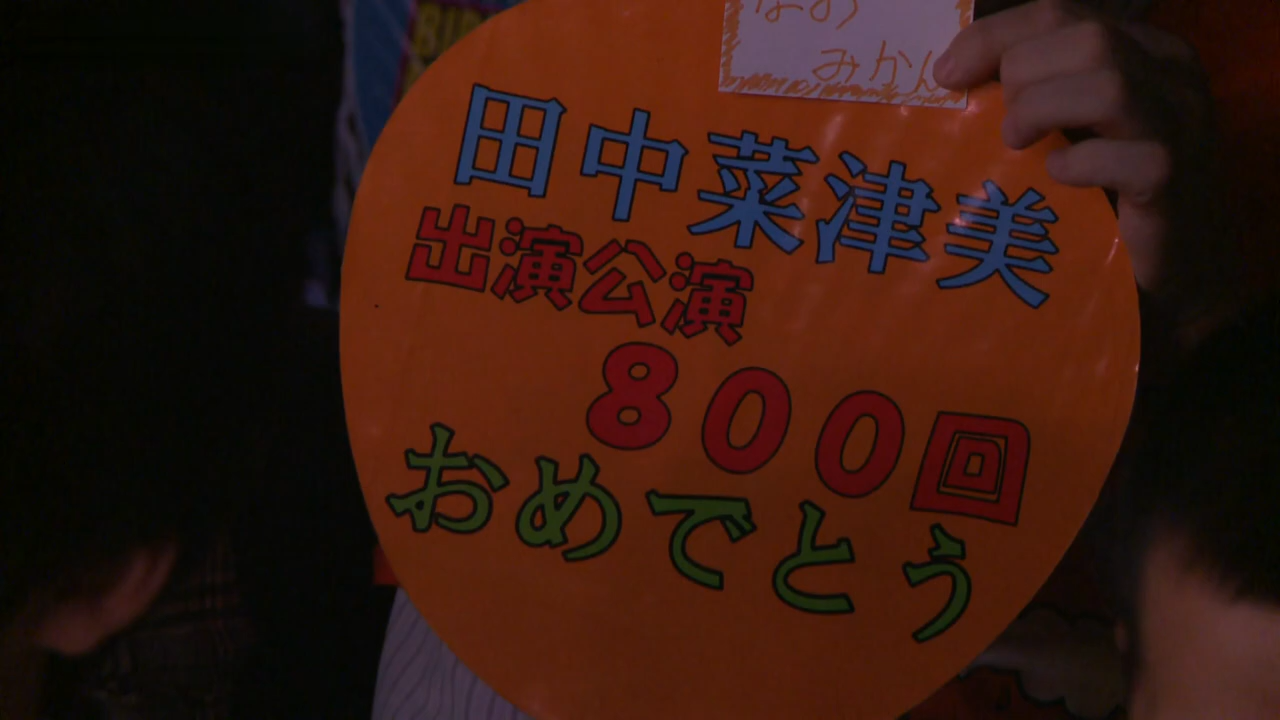 みかん
田中菜津美
出演公演
800回
おめでとう